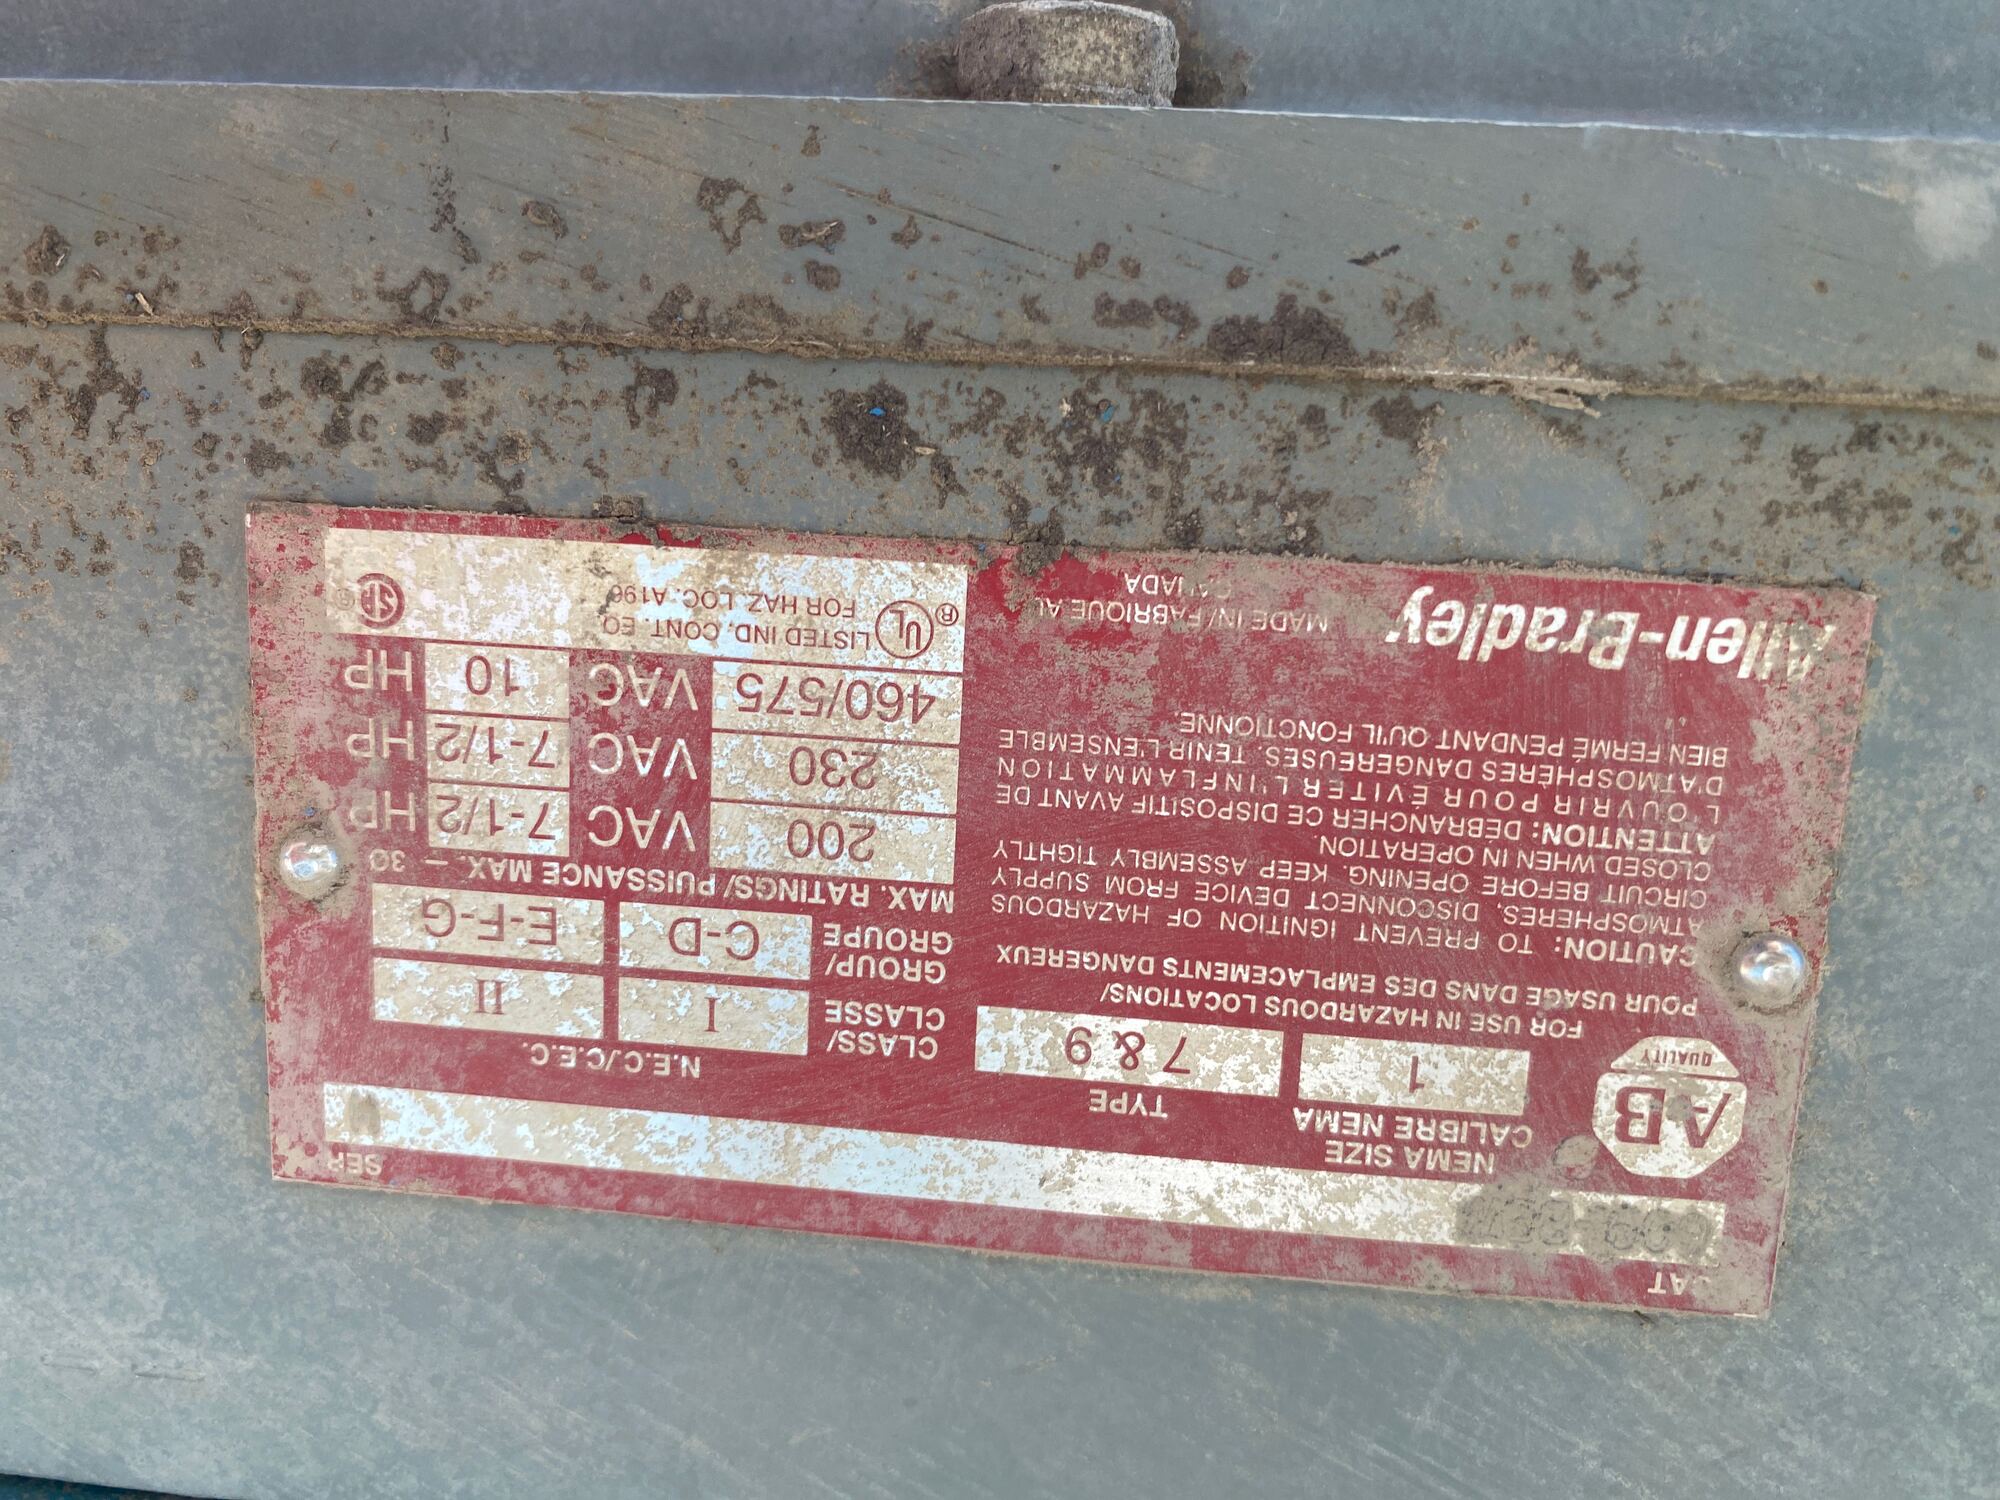 CAT
SER
AB
QUALITY
NEMA SIZE
CALIBRE NEMA
1
TYPE
7 & 9
FOR USE IN HAZARDOUS LOCATIONS/
POUR USAGE DANS DES EMPLACEMENTS DANGEREUX
CAUTION: TO PREVENT IGNITION OF HAZARDOUS
ATMOSPHERES, DISCONNECT DEVICE FROM SUPPLY
CIRCUIT BEFORE OPENING. KEEP ASSEMBLY TIGHTLY
CLOSED WHEN IN OPERATION.
ATTENTION: DÉBRANCHER CE DISPOSITIF AVANT DE
L'OUVRIR POUR ÉVITER L'INFLAMMATION
D'ATMOSPHÈRES DANGEREUSES. TENIR L'ENSEMBLE
BIEN FERMÉ PENDANT QU'IL FONCTIONNE.
Allen-Bradley
MADE IN/FABRIQUE AU
CANADA
N.E.C./C.E.C.
CLASS/
CLASSE
I
II
GROUP/
GROUPE
C-D
E-F-G
MAX. RATINGS/PUISSANCE MAX. — 3Ø
200 VAC 7-1/2 HP
230 VAC 7-1/2 HP
460/575 VAC 10 HP
UL ®
LISTED IND. CONT. EQ.
FOR HAZ. LOC. A196
SA ®